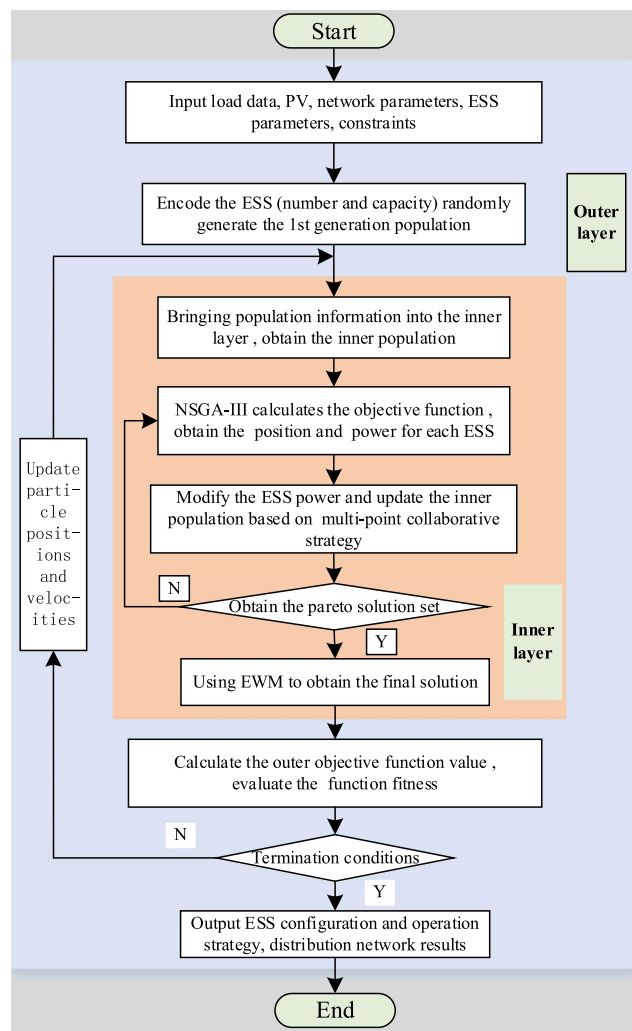 Start
Input load data, PV, network parameters, ESS
parameters, constraints
Encode the ESS (number and capacity) randomly
generate the 1st generation population
Outer
layer
Bringing population information into the inner
layer , obtain the inner population
NSGA-III calculates the objective function ,
obtain the position and power for each ESS
Update
parti-
cle
posit-
ions
and
veloc-
ities
Modify the ESS power and update the inner
population based on multi-point collaborative
strategy
N
Obtain the pareto solution set
Y
Inner
layer
Using EWM to obtain the final solution
Calculate the outer objective function value ,
evaluate the function fitness
N
Termination conditions
Y
Output ESS configuration and operation
strategy, distribution network results
End